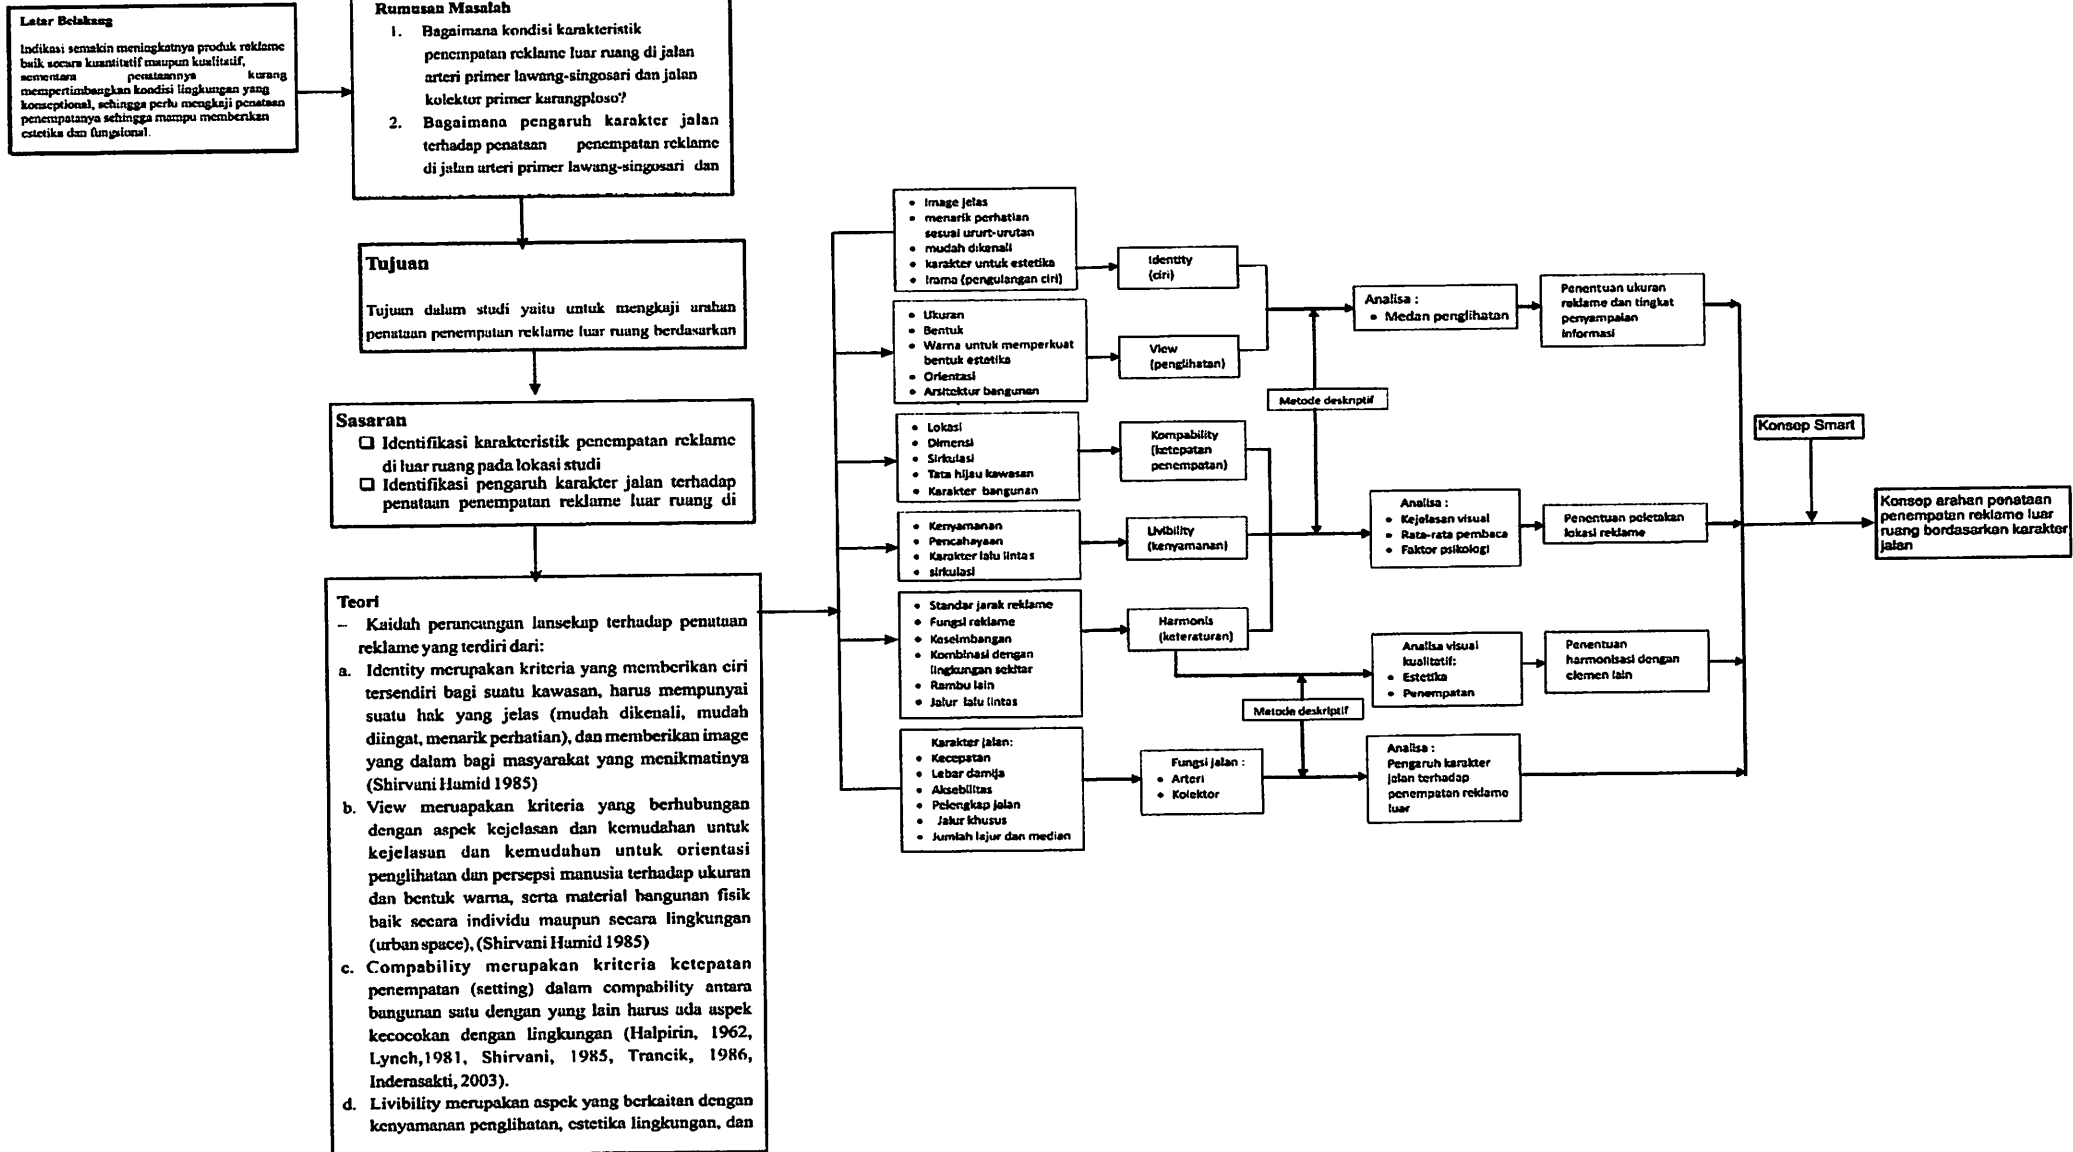 Latar Belakang
Indikasi semakin meningkatnya produk reklame
baik secara kuantitatif maupun kualitatif,
sementara penataannya kurang
mempertimbangkan kondisi lingkungan yang
konseptional, sehingga perlu mengkaji penataan
penempatanya sehingga mampu memberikan
estetika dan fungsional.
Rumusan Masalah
1. Bagaimana kondisi karakteristik
penempatan reklame luar ruang di jalan
arteri primer lawang-singosari dan jalan
kolektor primer karangploso?
2. Bagaimana pengaruh karakter jalan
terhadap penataan penempatan reklame
di jalan arteri primer lawang-singosari dan
Tujuan
Tujuan dalam studi yaitu untuk mengkaji arahan
penataan penempatan reklame luar ruang berdasarkan
Sasaran
❑ Identifikasi karakteristik penempatan reklame
di luar ruang pada lokasi studi
❑ Identifikasi pengaruh karakter jalan terhadap
penataan penempatan reklame luar ruang di
Teori
– Kaidah perancangan lansekap terhadap penataan
reklame yang terdiri dari:
a. Identity merupakan kriteria yang memberikan ciri
tersendiri bagi suatu kawasan, harus mempunyai
suatu hak yang jelas (mudah dikenali, mudah
diingat, menarik perhatian), dan memberikan image
yang dalam bagi masyarakat yang menikmatinya
(Shirvani Hamid 1985)
b. View meruapakan kriteria yang berhubungan
dengan aspek kejelasan dan kemudahan untuk
kejelasan dan kemudahan untuk orientasi
penglihatan dan persepsi manusia terhadap ukuran
dan bentuk warna, serta material bangunan fisik
baik secara individu maupun secara lingkungan
(urban space), (Shirvani Hamid 1985)
c. Compability merupakan kriteria ketepatan
penempatan (setting) dalam compability antara
bangunan satu dengan yang lain harus ada aspek
kecocokan dengan lingkungan (Halpirin, 1962,
Lynch,1981, Shirvani, 1985, Trancik, 1986,
Inderasakti, 2003).
d. Livibility merupakan aspek yang berkaitan dengan
kenyamanan penglihatan, estetika lingkungan, dan
• Image jelas
• menarik perhatian
sesuai ururt-urutan
• mudah dikenali
• karakter untuk estetika
• Irama (pengulangan ciri)
Identity
(ciri)
• Ukuran
• Bentuk
• Warna untuk memperkuat
bentuk estetika
• Orientasi
• Arsitektur bangunan
View
(penglihatan)
• Lokasi
• Dimensi
• Sirkulasi
• Tata hijau kawasan
• Karakter bangunan
Kompability
(ketepatan
penempatan)
• Kenyamanan
• Pencahayaan
• Karakter lalu lintas
• sirkulasi
Livibility
(kenyamanan)
• Standar jarak reklame
• Fungsi reklame
• Keseimbangan
• Kombinasi dengan
lingkungan sekitar
• Rambu lain
• Jalur lalu lintas
Harmonis
(keteraturan)
Karakter jalan:
• Kecepatan
• Lebar damija
• Aksebilitas
• Pelengkap jalan
• Jalur khusus
• Jumlah lajur dan median
Fungsi jalan :
• Arteri
• Kolektor
Metode deskriptif
Metode deskriptif
Analisa :
• Medan penglihatan
Penentuan ukuran
reklame dan tingkat
penyampaian
informasi
Analisa :
• Kejelasan visual
• Rata-rata pembaca
• Faktor psikologi
Penentuan peletakan
lokasi reklame
Analisa visual
kualitatif:
• Estetika
• Penempatan
Penentuan
harmonisasi dengan
elemen lain
Analisa :
Pengaruh karakter
jalan terhadap
penempatan reklame
luar
Konsep Smart
Konsep arahan penataan
penempatan reklame luar
ruang bordasarkan karakter
jalan